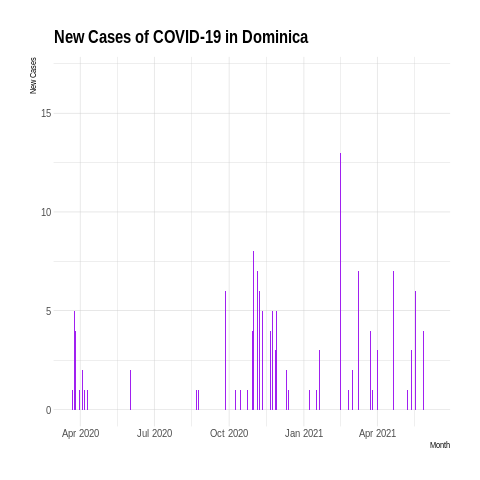 New Cases of COVID-19 in Dominica
New Cases
15
10
5
0
Apr 2020 Jul 2020 Oct 2020 Jan 2021 Apr 2021
Month